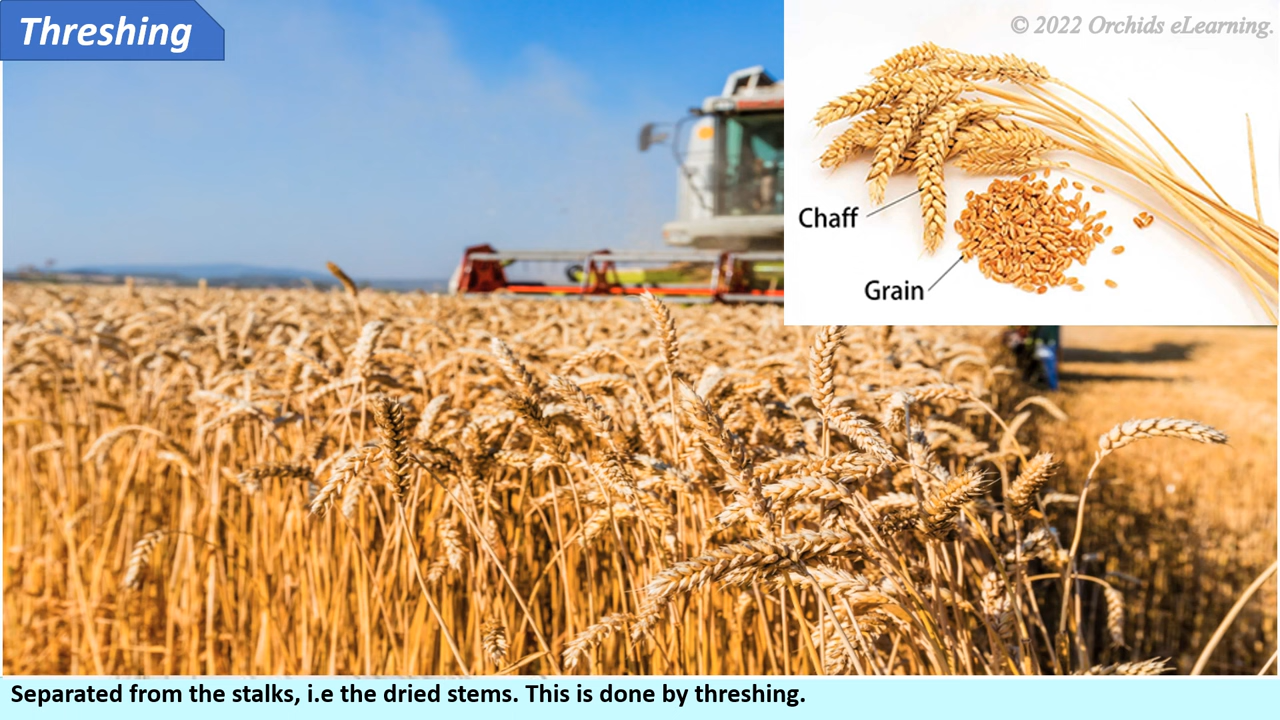 Threshing
© 2022 Orchids eLearning.
Chaff
Grain
Separated from the stalks, i.e the dried stems. This is done by threshing.